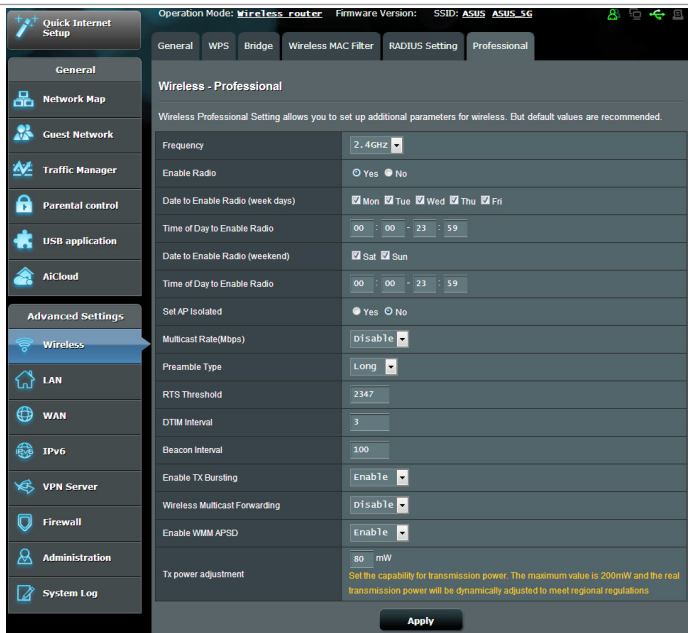 Quick Internet
Setup
Operation Mode: Wireless router Firmware Version: SSID: ASUS ASUS_5G
General WPS Bridge Wireless MAC Filter RADIUS Setting Professional
General
Network Map
Guest Network
Traffic Manager
Parental control
USB application
AiCloud
Advanced Settings
Wireless
LAN
WAN
IPv6
VPN Server
Firewall
Administration
System Log
Wireless - Professional
Wireless Professional Setting allows you to set up additional parameters for wireless. But default values are recommended.
Frequency 2.4GHz
Enable Radio Yes No
Date to Enable Radio (week days) Mon Tue Wed Thu Fri
Time of Day to Enable Radio 00 : 00 - 23 : 59
Date to Enable Radio (weekend) Sat Sun
Time of Day to Enable Radio 00 : 00 - 23 : 59
Set AP Isolated Yes No
Multicast Rate(Mbps) Disable
Preamble Type Long
RTS Threshold 2347
DTIM Interval 3
Beacon Interval 100
Enable TX Bursting Enable
Wireless Multicast Forwarding Disable
Enable WMM APSD Enable
Tx power adjustment 80 mW
Set the capability for transmission power. The maximum value is 200mW and the real
transmission power will be dynamically adjusted to meet regional regulations
Apply